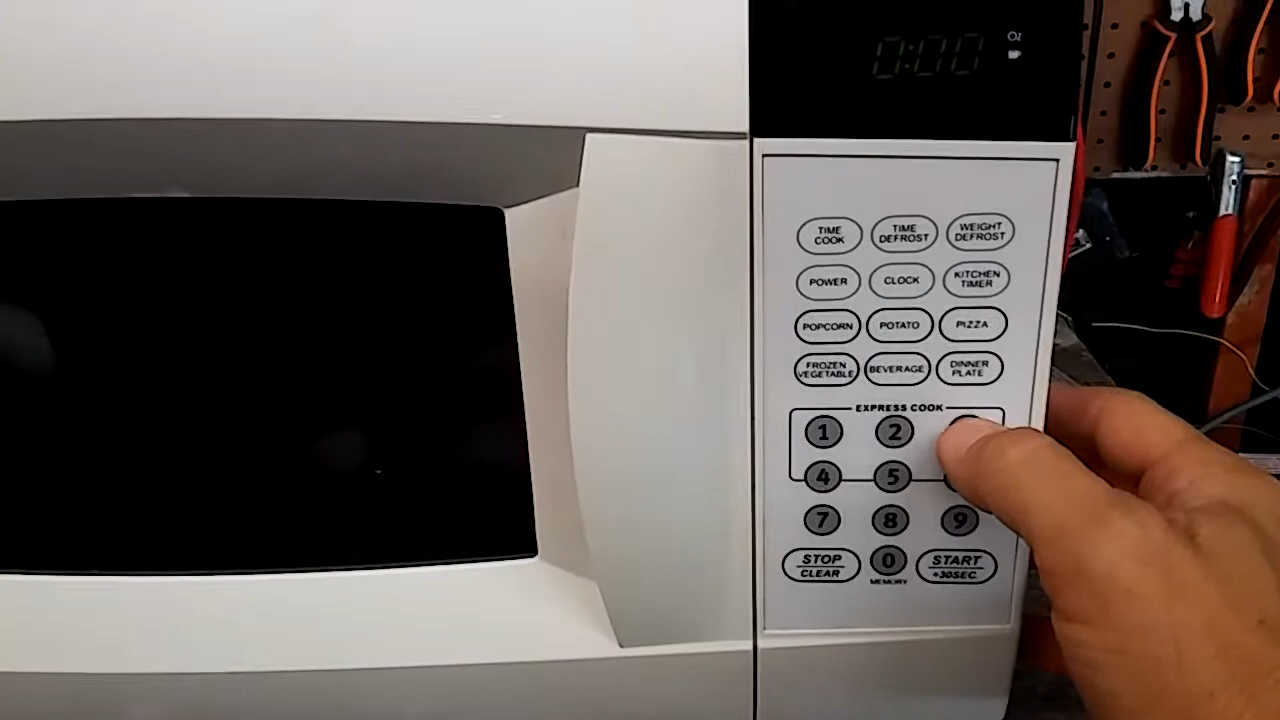 0:00
Oz
TIME COOK
TIME DEFROST
WEIGHT DEFROST
POWER
CLOCK
KITCHEN TIMER
POPCORN
POTATO
PIZZA
FROZEN VEGETABLE
BEVERAGE
DINNER PLATE
EXPRESS COOK
1
2
4
5
7
8
9
STOP
CLEAR
0
MEMORY
START
+30SEC